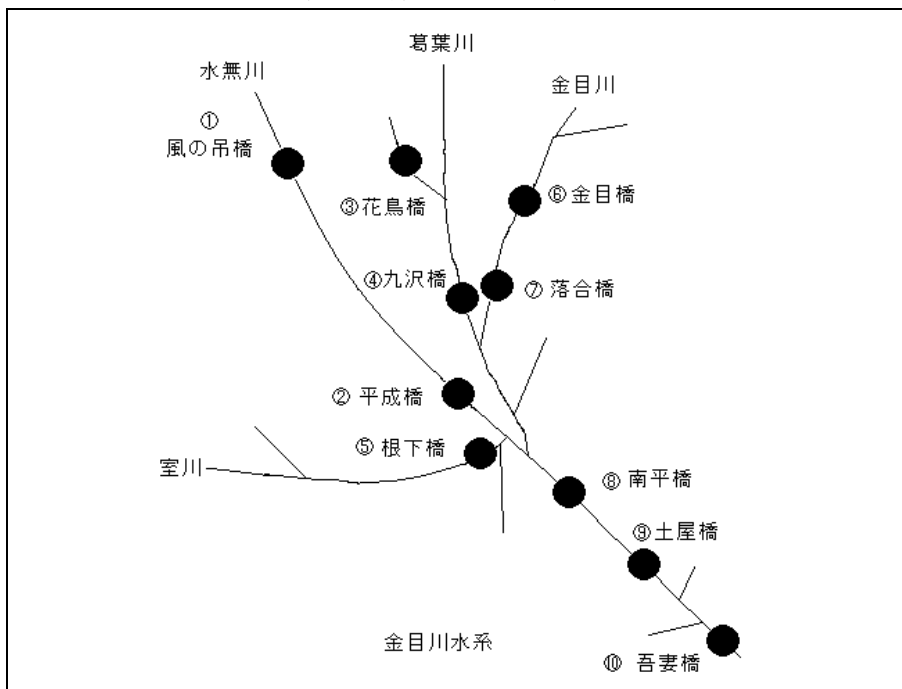 葛葉川
水無川
金目川
①
風の吊橋
③花鳥橋
⑥金目橋
④九沢橋
⑦落合橋
② 平成橋
⑤ 根下橋
室川
⑧ 南平橋
⑨土屋橋
金目川水系
⑩ 吾妻橋